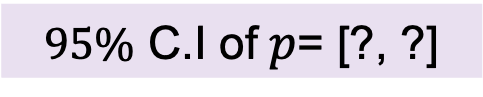 95% C.I of p= [?, ?]